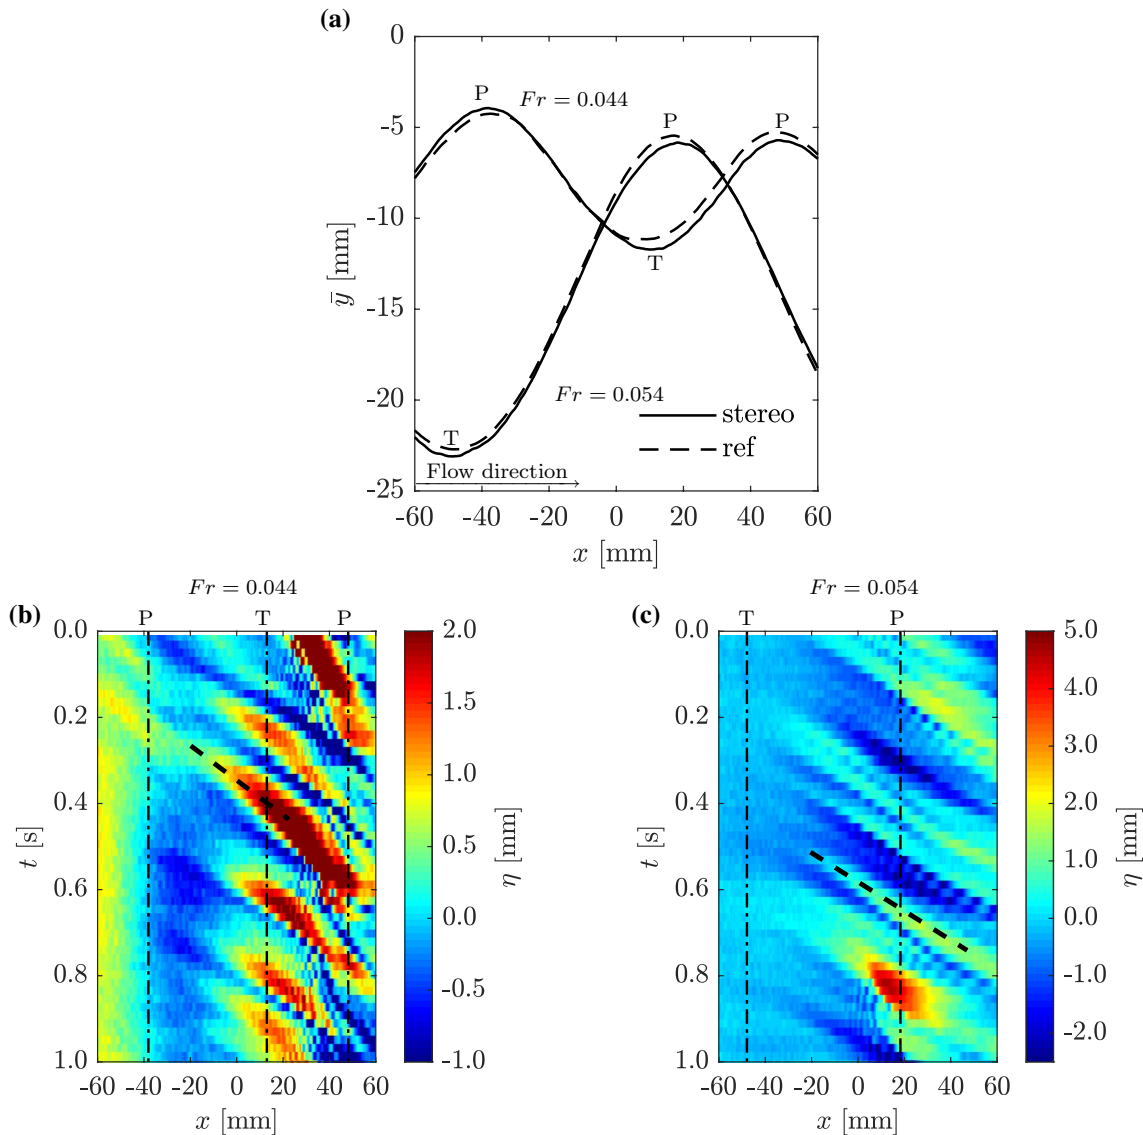 (a)
0
-5
-10
-15
-20
-25
ȳ [mm]
P
Fr = 0.044
P
P
T
Fr = 0.054
T
stereo
ref
Flow direction
-60 -40 -20 0 20 40 60
x [mm]
(b)
Fr = 0.044
P T P
0.0
0.2
0.4
0.6
0.8
1.0
t [s]
-60 -40 -20 0 20 40 60
x [mm]
2.0
1.5
1.0
0.5
0.0
-0.5
-1.0
η [mm]
(c)
Fr = 0.054
T P
0.0
0.2
0.4
0.6
0.8
1.0
t [s]
-60 -40 -20 0 20 40 60
x [mm]
5.0
4.0
3.0
2.0
1.0
0.0
-1.0
-2.0
η [mm]